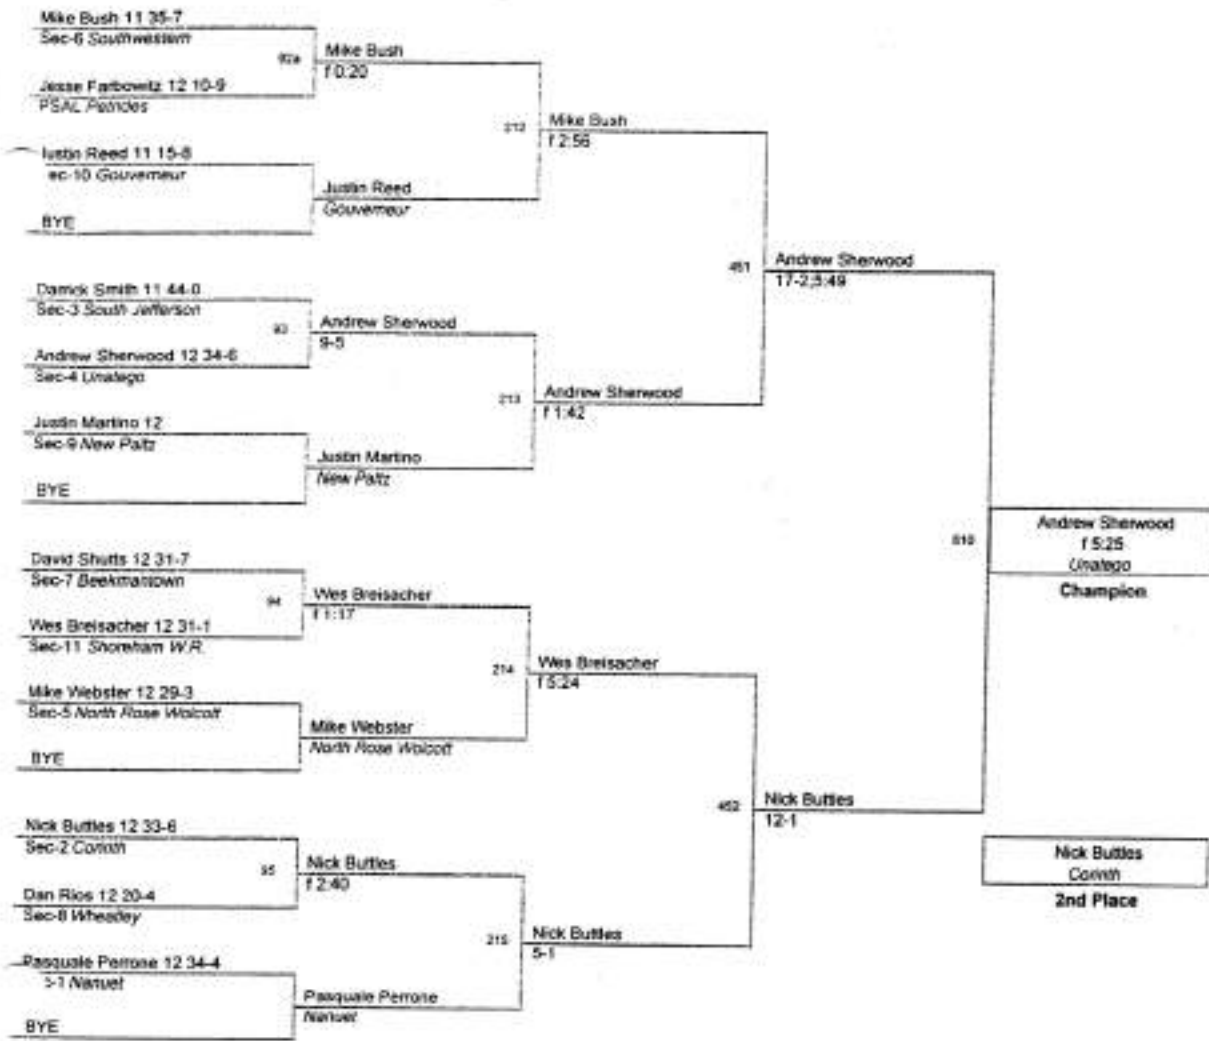 Mike Bush 11 35-7
Sec-6 Southwestern
92a
Mike Bush
f 0:20
Jesse Farbowitz 12 10-9
PSAL Petrides
212
Mike Bush
f 2:56
Justin Reed 11 15-8
ec-10 Gouverneur
Justin Reed
Gouverneur
BYE
451
Andrew Sherwood
17-2,5:49
Darrick Smith 11 44-0
Sec-3 South Jefferson
93
Andrew Sherwood
9-5
Andrew Sherwood 12 34-6
Sec-4 Unatego
213
Andrew Sherwood
f 1:42
Justin Martino 12
Sec-9 New Paltz
Justin Martino
New Paltz
BYE
810
Andrew Sherwood
f 5:25
Unatego
Champion
David Shutts 12 31-7
Sec-7 Beekmantown
94
Wes Breisacher
f 1:17
Wes Breisacher 12 31-1
Sec-11 Shoreham W.R.
214
Wes Breisacher
f 5:24
Mike Webster 12 29-3
Sec-5 North Rose Wolcott
Mike Webster
North Rose Wolcott
BYE
452
Nick Buttles
12-1
Nick Buttles 12 33-6
Sec-2 Corinth
95
Nick Buttles
f 2:40
Nick Buttles
Corinth
2nd Place
Dan Rios 12 20-4
Sec-8 Wheatley
215
Nick Buttles
5-1
Pasquale Perrone 12 34-4
-1 Nanuet
Pasquale Perrone
Nanuet
BYE